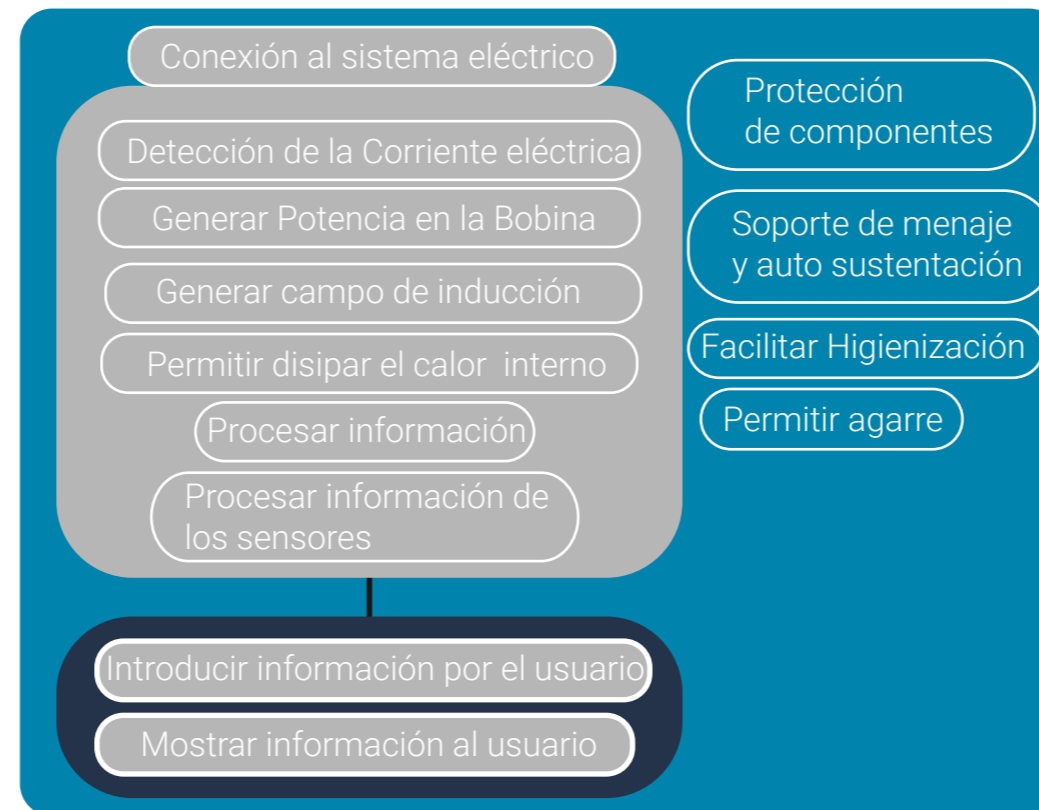 Conexión al sistema eléctrico
Detección de la Corriente eléctrica
Generar Potencia en la Bobina
Generar campo de inducción
Permitir disipar el calor interno
Procesar información
Procesar información de
los sensores
Introducir información por el usuario
Mostrar información al usuario
Protección
de componentes
Soporte de menaje
y auto sustentación
Facilitar Higienización
Permitir agarre